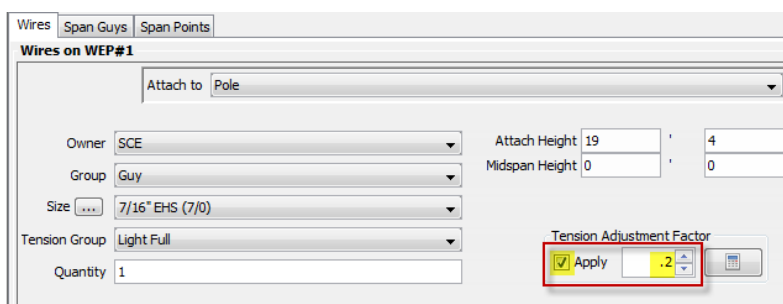 Wires Span Guys Span Points
Wires on WEP#1
Attach to Pole
Owner SCE Attach Height 19 ' 4
Group Guy Midspan Height 0 ' 0
Size ... 7/16" EHS (7/0)
Tension Group Light Full Tension Adjustment Factor
Apply .2
Quantity 1